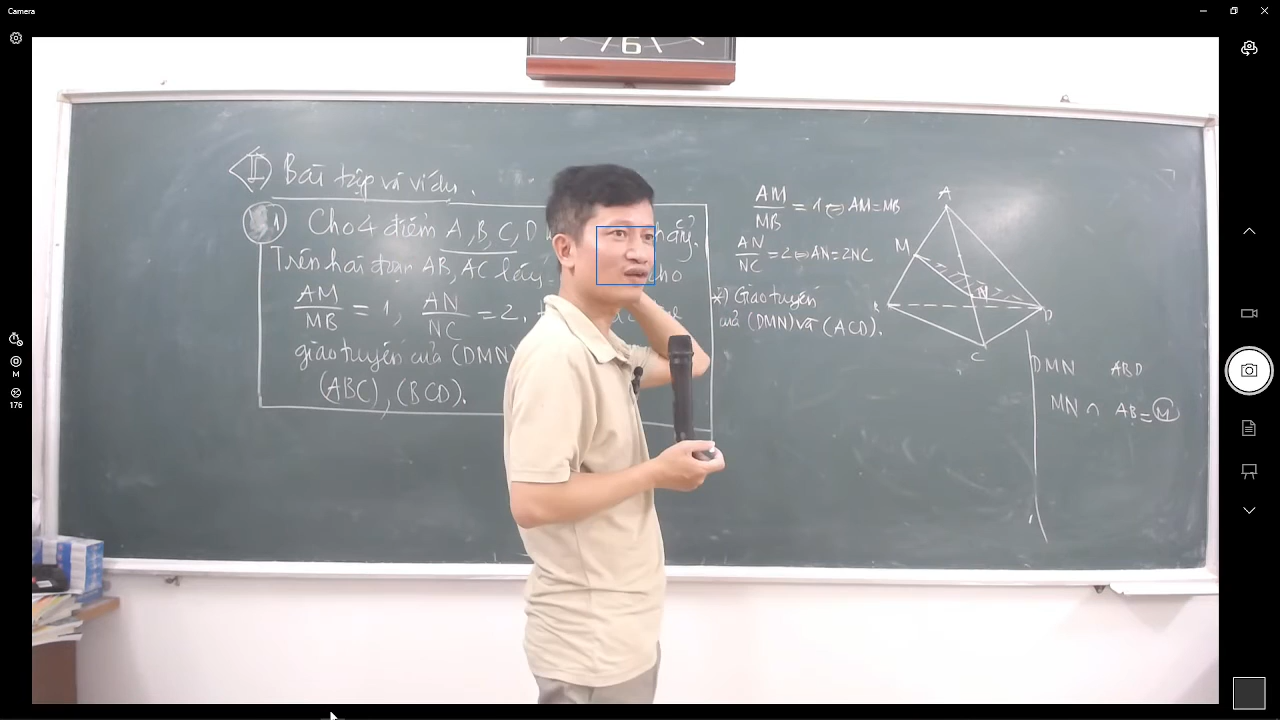 Camera
6
II Bài tập ví dụ.
1 Cho 4 điểm A, B, C, D
Trên hai đoạn AB, AC lấy
AM/MB = 1, AN/NC = 2.
giao tuyến của (DMN)
(ABC), (BCD).
AM/MB = 1 ⇔ AM = MB
AN/NC = 2 ⇔ AN = 2NC
*) Giao tuyến
của (DMN) và (ACD).
A
M
N
D
C
DMN ABD
MN ∩ AB = M
M
176